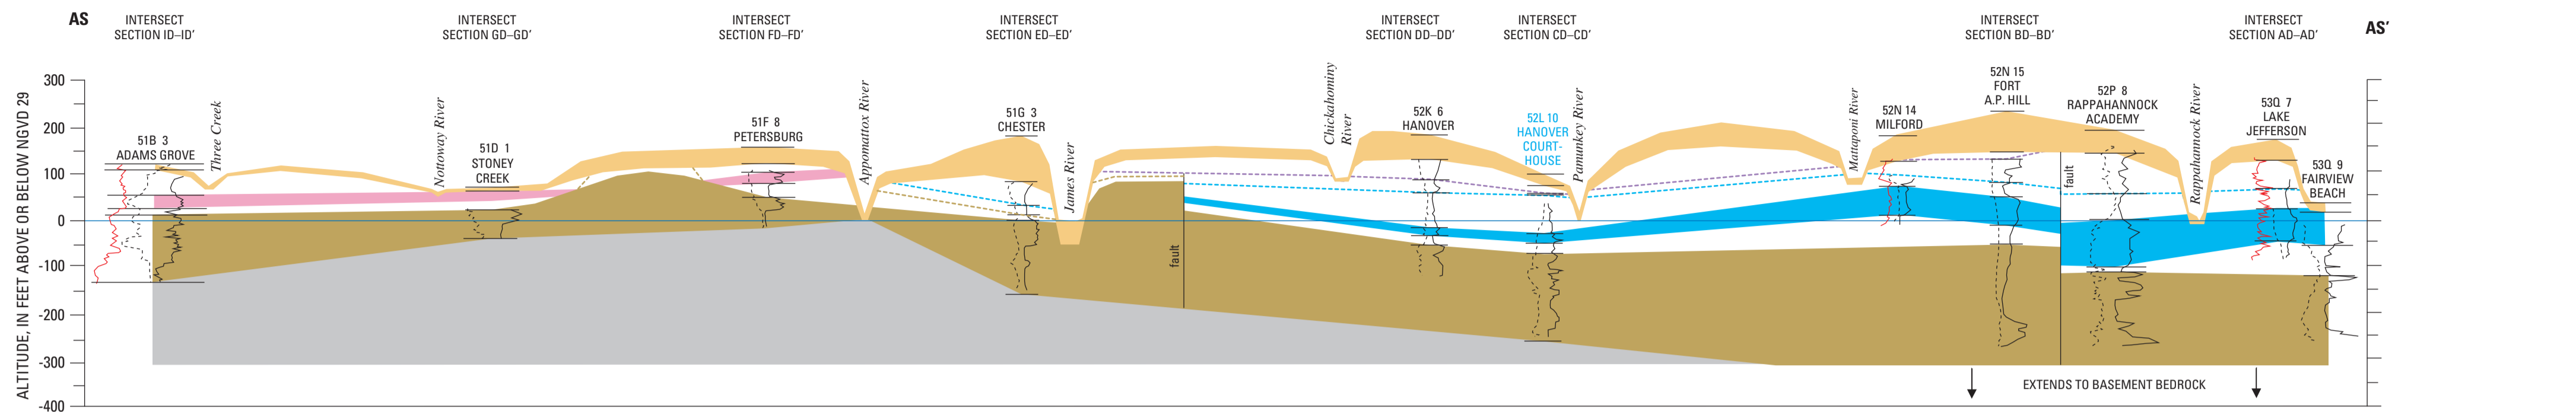 AS
INTERSECT
SECTION ID–ID’
INTERSECT
SECTION GD–GD’
INTERSECT
SECTION FD–FD’
INTERSECT
SECTION ED–ED’
INTERSECT
SECTION DD–DD’
INTERSECT
SECTION CD–CD’
INTERSECT
SECTION BD–BD’
INTERSECT
SECTION AD–AD’
AS’
ALTITUDE, IN FEET ABOVE OR BELOW NGVD 29
300
200
100
0
-100
-200
-300
-400
51B 3
ADAMS GROVE
Three Creek
Nottoway River
51D 1
STONEY
CREEK
51F 8
PETERSBURG
Appomattox River
51G 3
CHESTER
James River
fault
Chickahominy
River
52K 6
HANOVER
52L 10
HANOVER
COURT-
HOUSE
Pamunkey River
Mattaponi River
52N 14
MILFORD
52N 15
FORT
A.P. HILL
fault
52P 8
RAPPAHANNOCK
ACADEMY
Rappahannock River
53Q 7
LAKE
JEFFERSON
53Q 9
FAIRVIEW
BEACH
EXTENDS TO BASEMENT BEDROCK